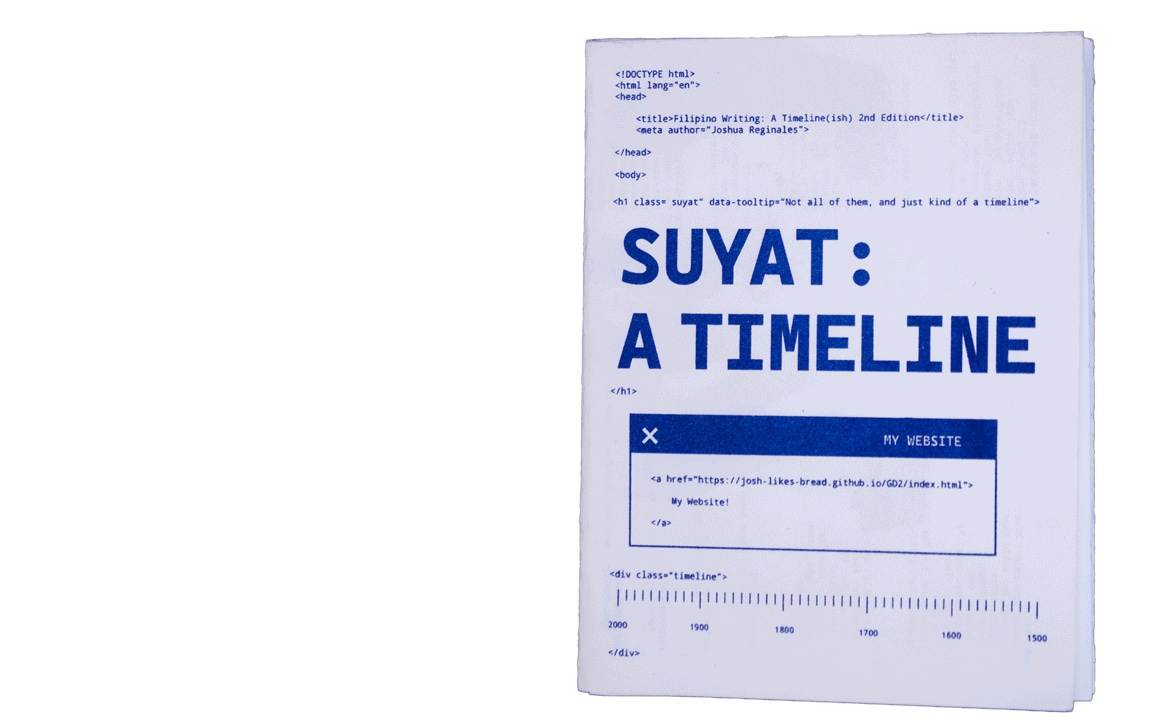 <!DOCTYPE html>
<html lang="en">
<head>
<title>Filipino Writing: A Timeline(ish) 2nd Edition</title>
<meta author="Joshua Reginales">
</head>
<body>
<h1 class= suyat" data-tooltip="Not all of them, and just kind of a timeline">
SUYAT:
A TIMELINE
</h1>
× MY WEBSITE
<a href="https://josh-likes-bread.github.io/GD2/index.html">
My Website!
</a>
<div class="timeline">
2000 1900 1800 1700 1600 1500
</div>